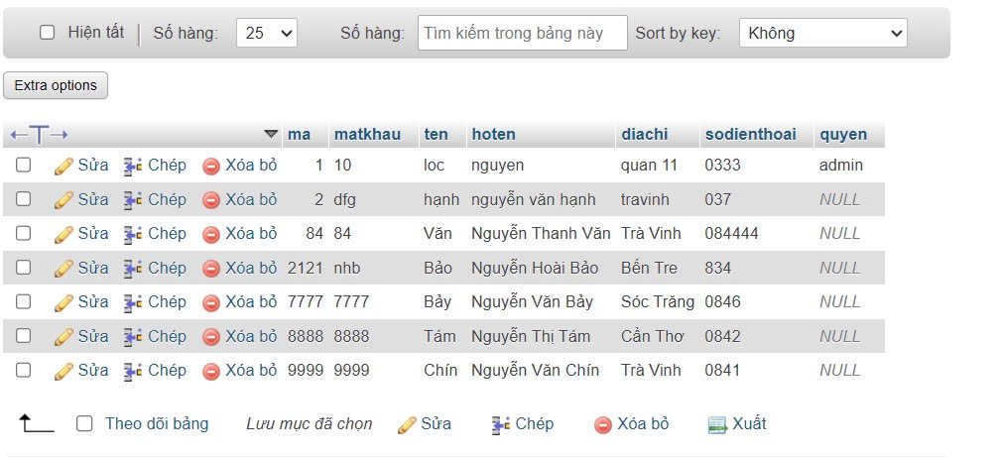 Hiện tất Số hàng: 25 Số hàng: Tìm kiếm trong bảng này Sort by key: Không
Extra options
ma matkhau ten hoten diachi sodienthoai quyen
Sửa Chép Xóa bỏ 1 10 loc nguyen quan 11 0333 admin
Sửa Chép Xóa bỏ 2 dfg hạnh nguyễn văn hạnh travinh 037 NULL
Sửa Chép Xóa bỏ 84 84 Văn Nguyễn Thanh Văn Trà Vinh 084444 NULL
Sửa Chép Xóa bỏ 2121 nhb Bảo Nguyễn Hoài Bảo Bến Tre 834 NULL
Sửa Chép Xóa bỏ 7777 7777 Bảy Nguyễn Văn Bảy Sóc Trăng 0846 NULL
Sửa Chép Xóa bỏ 8888 8888 Tám Nguyễn Thị Tám Cần Thơ 0842 NULL
Sửa Chép Xóa bỏ 9999 9999 Chín Nguyễn Văn Chín Trà Vinh 0841 NULL
Theo dõi bảng Lưu mục đã chọn Sửa Chép Xóa bỏ Xuất